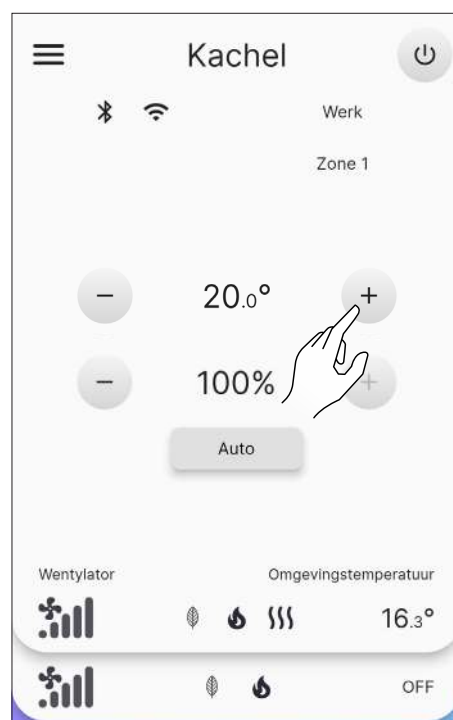 Kachel
Werk
Zone 1
− 20.0° +
− 100% +
Auto
Wentylator Omgevingstemperatuur
16.3°
OFF